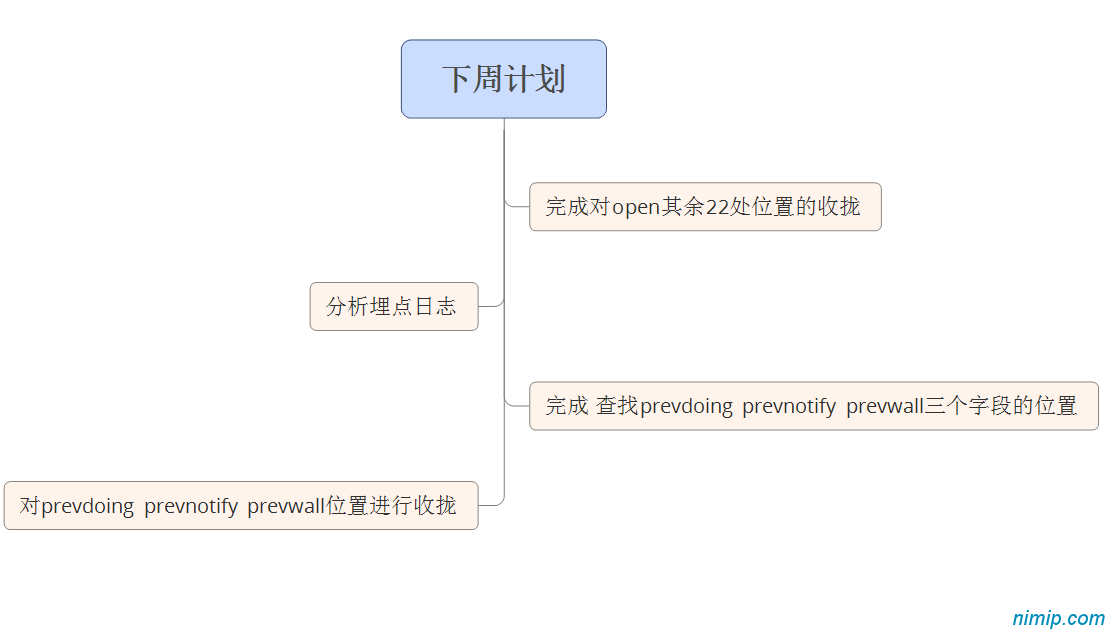 下周计划
完成对open其余22处位置的收拢
分析埋点日志
完成 查找prevdoing prevnotify prevwall三个字段的位置
对prevdoing prevnotify prevwall位置进行收拢
nimip.com